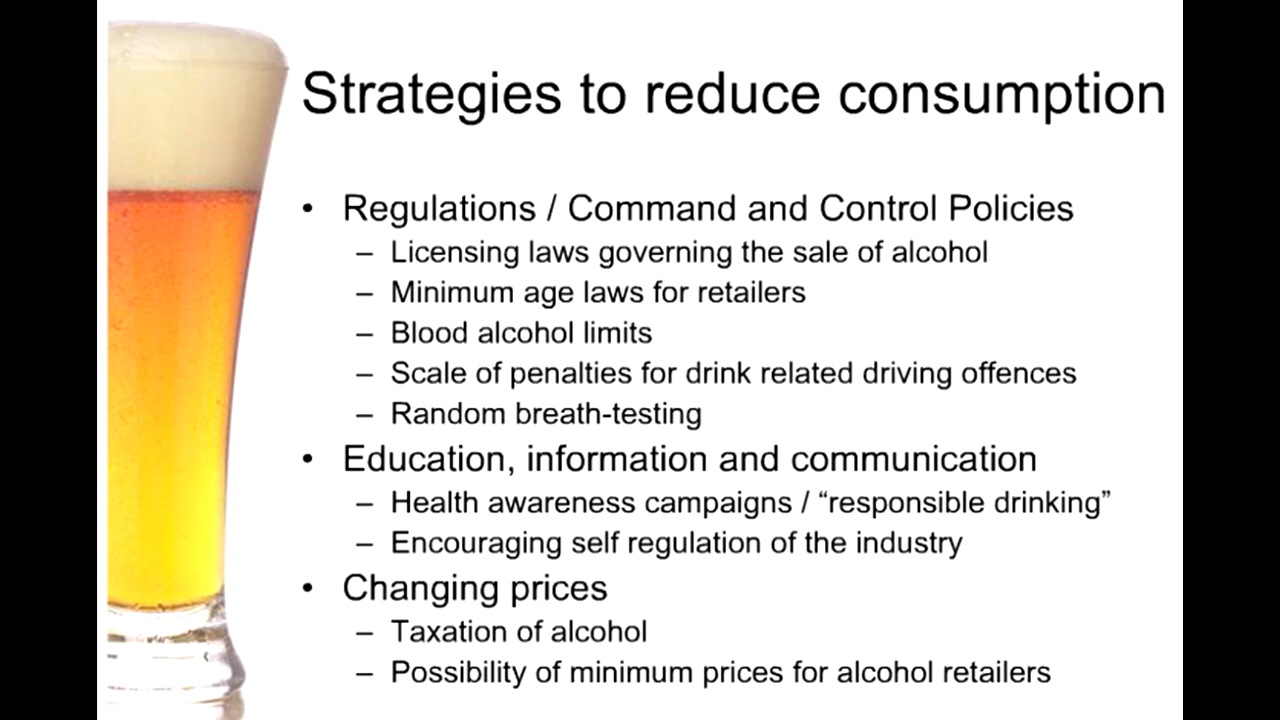 Strategies to reduce consumption
• Regulations / Command and Control Policies
– Licensing laws governing the sale of alcohol
– Minimum age laws for retailers
– Blood alcohol limits
– Scale of penalties for drink related driving offences
– Random breath-testing
• Education, information and communication
– Health awareness campaigns / “responsible drinking”
– Encouraging self regulation of the industry
• Changing prices
– Taxation of alcohol
– Possibility of minimum prices for alcohol retailers